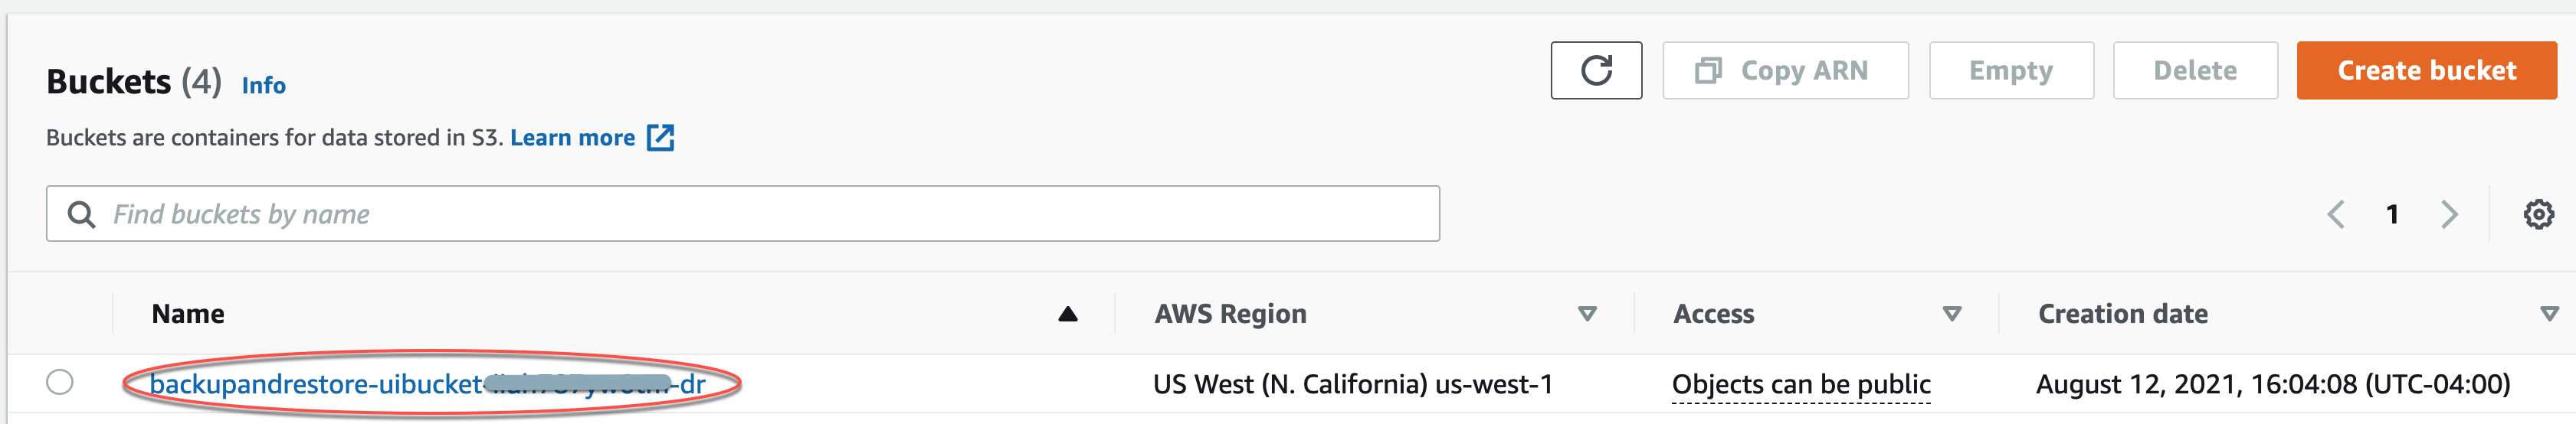 Buckets (4) Info
Copy ARN
Empty
Delete
Create bucket
Buckets are containers for data stored in S3. Learn more
Find buckets by name
1
Name
AWS Region
Access
Creation date
backupandrestore-uibucket- -dr
US West (N. California) us-west-1
Objects can be public
August 12, 2021, 16:04:08 (UTC-04:00)